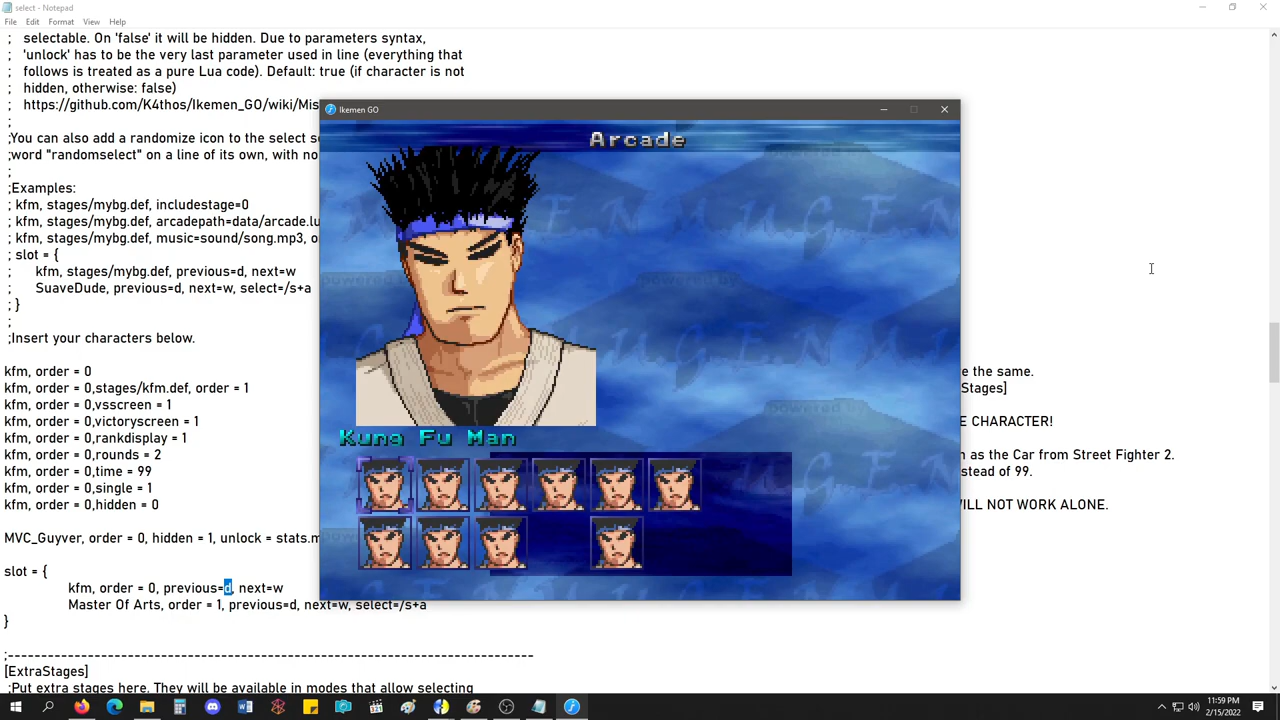 select - Notepad
File Edit Format View Help
; selectable. On 'false' it will be hidden. Due to parameters syntax,
; 'unlock' has to be the very last parameter used in line (everything that
; follows is treated as a pure Lua code). Default: true (if character is not
; hidden, otherwise: false)
; https://github.com/K4thos/Ikemen_GO/wiki/Mis
;
;You can also add a randomize icon to the select s
;word "randomselect" on a line of its own, with no
;
;Examples:
; kfm, stages/mybg.def, includestage=0
; kfm, stages/mybg.def, arcadepath=data/arcade.lu
; kfm, stages/mybg.def, music=sound/song.mp3, o
; slot = {
; kfm, stages/mybg.def, previous=d, next=w
; SuaveDude, previous=d, next=w, select=/s+a
; }
;
;Insert your characters below.
kfm, order = 0
e the same.
kfm, order = 0,stages/kfm.def, order = 1
Stages]
kfm, order = 0,vsscreen = 1
kfm, order = 0,victoryscreen = 1
E CHARACTER!
kfm, order = 0,rankdisplay = 1
kfm, order = 0,rounds = 2
n as the Car from Street Fighter 2.
kfm, order = 0,time = 99
stead of 99.
kfm, order = 0,single = 1
kfm, order = 0,hidden = 0
VILL NOT WORK ALONE.
MVC_Guyver, order = 0, hidden = 1, unlock = stats.m
slot = {
kfm, order = 0, previous=d, next=w
Master Of Arts, order = 1, previous=d, next=w, select=/s+a
}
;------------------------------------------------------------------------------
[ExtraStages]
;Put extra stages here. They will be available in modes that allow selecting
Ikemen GO
Arcade
powered by
powered by
powered by
Kung Fu Man
11:59 PM
2/15/2022